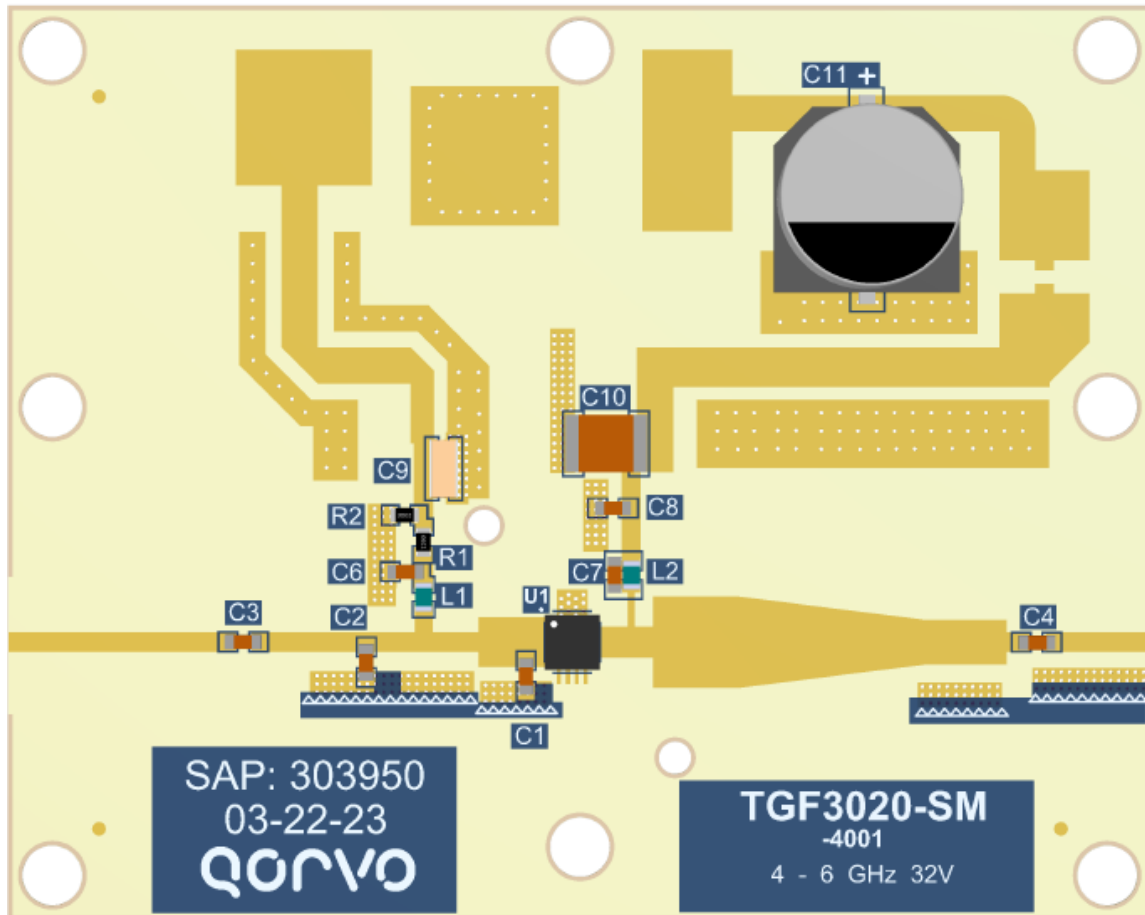 C11 +
C10
C9
R2
C8
R1
C6
C7
L2
L1
U1
C3
C2
C4
C1
SAP: 303950
03-22-23
QORVO
TGF3020-SM
-4001
4 - 6 GHz 32V